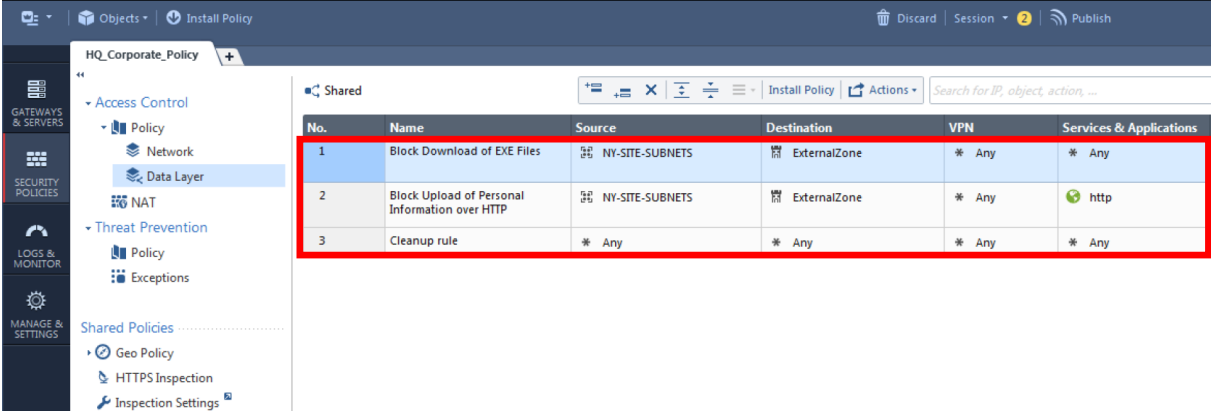 Objects Install Policy Discard Session 2 Publish
HQ_Corporate_Policy +
GATEWAYS
& SERVERS
SECURITY
POLICIES
LOGS &
MONITOR
MANAGE &
SETTINGS
Access Control
Policy
Network
Data Layer
NAT
Threat Prevention
Policy
Exceptions
Shared Policies
Geo Policy
HTTPS Inspection
Inspection Settings
Shared Install Policy Actions Search for IP, object, action, ...
No. Name Source Destination VPN Services & Applications
1 Block Download of EXE Files NY-SITE-SUBNETS ExternalZone * Any * Any
2 Block Upload of Personal NY-SITE-SUBNETS ExternalZone * Any http
Information over HTTP
3 Cleanup rule * Any * Any * Any * Any